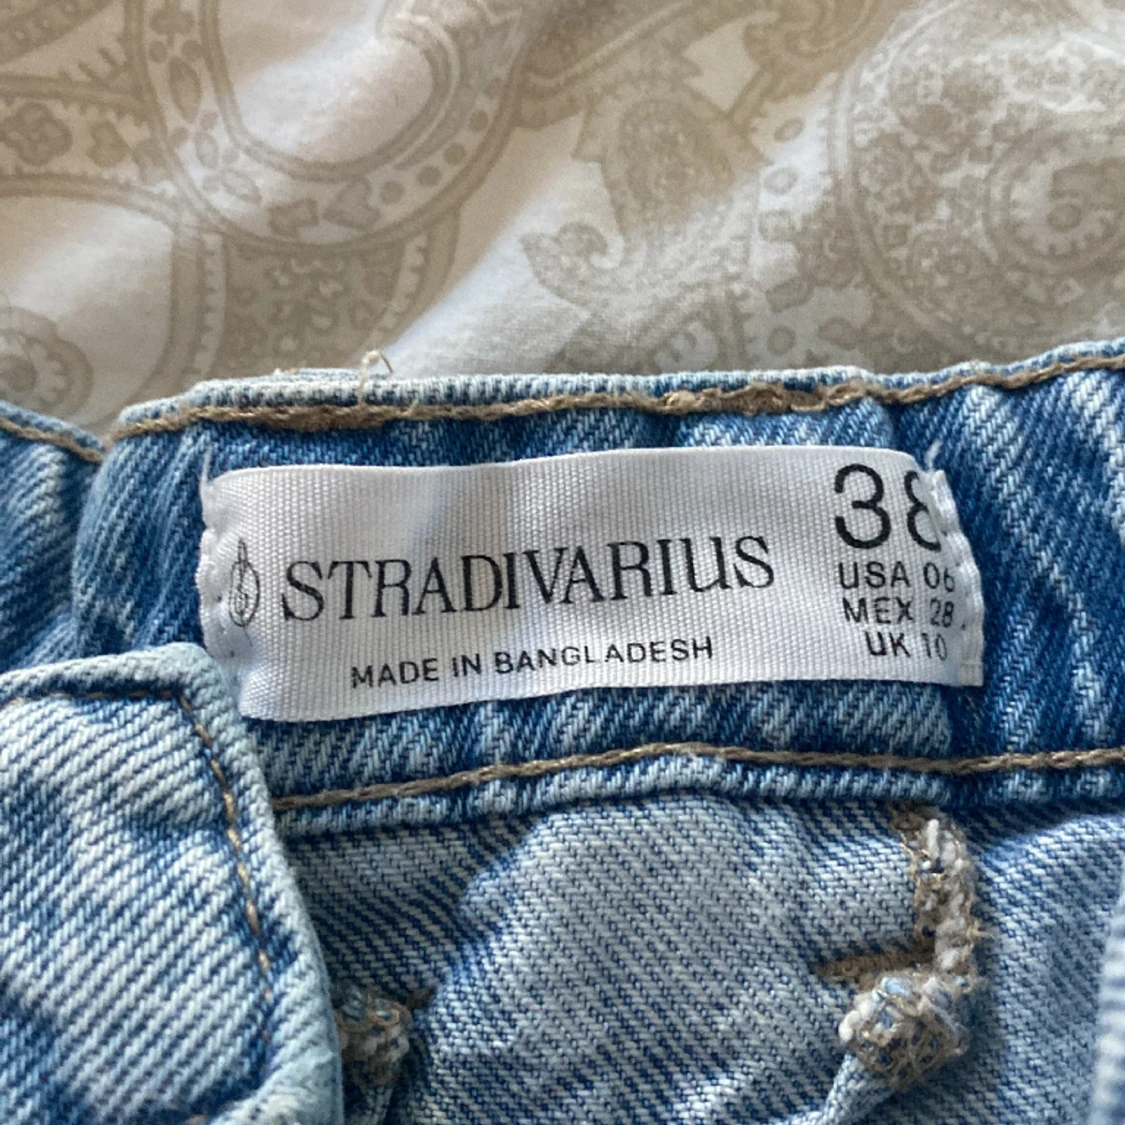 38
STRADIVARIUS
USA 06
MEX 28
UK 10
MADE IN BANGLADESH